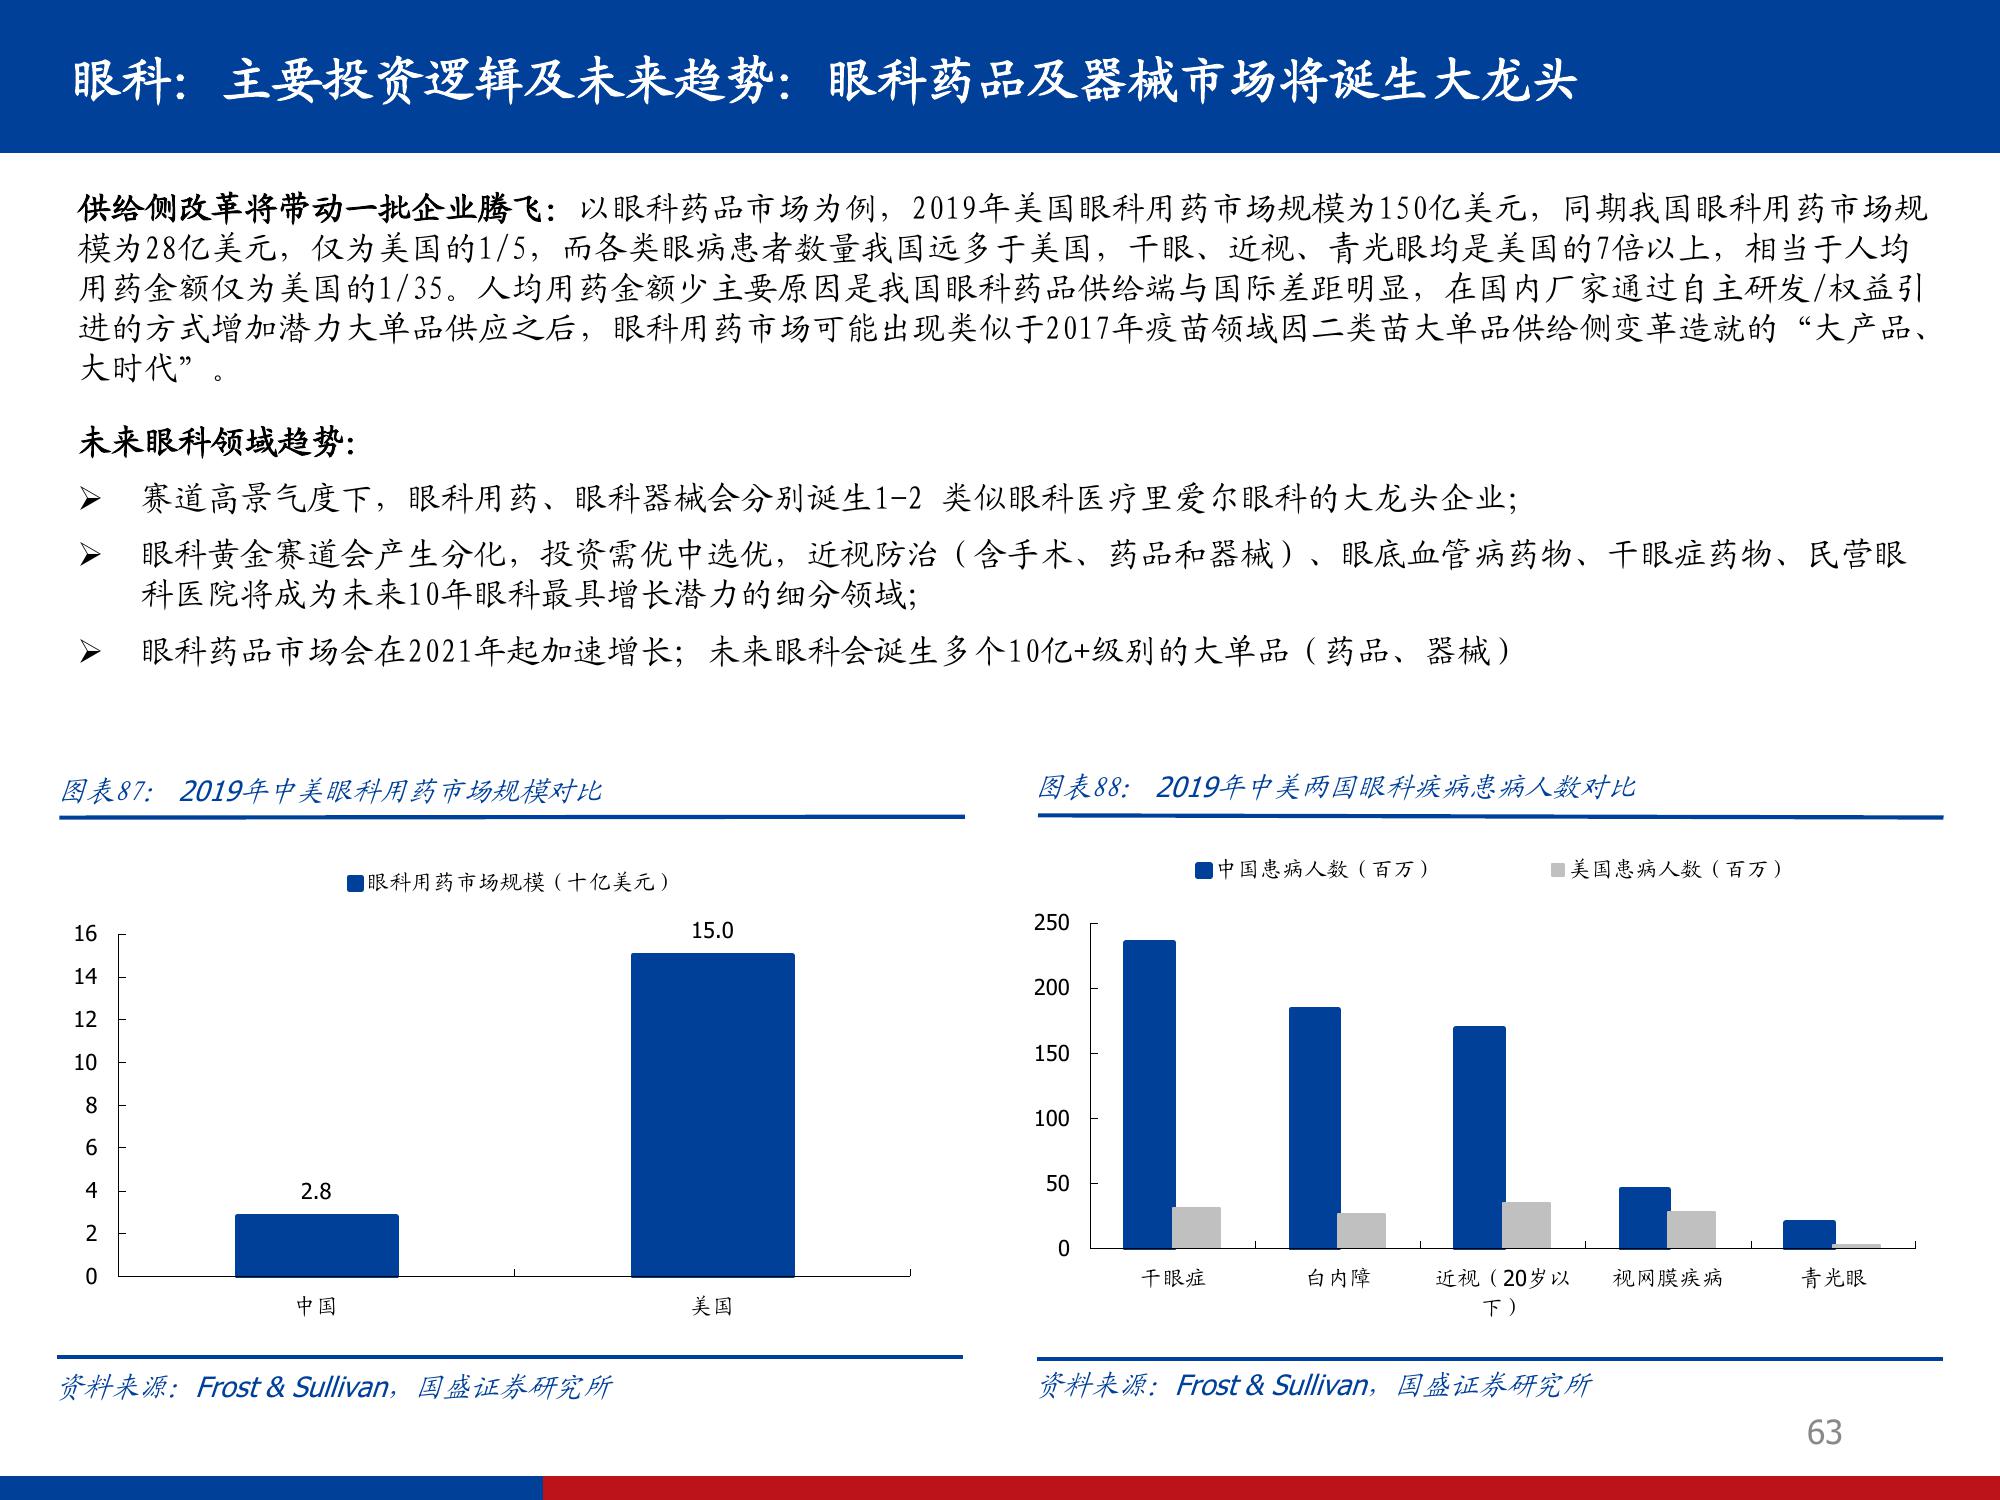 眼科：主要投资逻辑及未来趋势：眼科药品及器械市场将诞生大龙头
供给侧改革将带动一批企业腾飞：以眼科药品市场为例，2019年美国眼科用药市场规模为150亿美元，同期我国眼科用药市场规
模为28亿美元，仅为美国的1/5，而各类眼病患者数量我国远多于美国，干眼、近视、青光眼均是美国的7倍以上，相当于人均
用药金额仅为美国的1/35。人均用药金额少主要原因是我国眼科药品供给端与国际差距明显，在国内厂家通过自主研发/权益引
进的方式增加潜力大单品供应之后，眼科用药市场可能出现类似于2017年疫苗领域因二类苗大单品供给侧变革造就的“大产品、
大时代”。
未来眼科领域趋势：
➢ 赛道高景气度下，眼科用药、眼科器械会分别诞生1-2 类似眼科医疗里爱尔眼科的大龙头企业；
➢ 眼科黄金赛道会产生分化，投资需优中选优，近视防治（含手术、药品和器械）、眼底血管病药物、干眼症药物、民营眼
科医院将成为未来10年眼科最具增长潜力的细分领域；
➢ 眼科药品市场会在2021年起加速增长；未来眼科会诞生多个10亿+级别的大单品（药品、器械）
图表87： 2019年中美眼科用药市场规模对比
眼科用药市场规模（十亿美元）
16
14
12
10
8
6
4
2
0
2.8
15.0
中国
美国
资料来源：Frost & Sullivan，国盛证券研究所
图表88： 2019年中美两国眼科疾病患病人数对比
中国患病人数（百万）
美国患病人数（百万）
250
200
150
100
50
0
干眼症
白内障
近视（20岁以
下）
视网膜疾病
青光眼
资料来源：Frost & Sullivan，国盛证券研究所
63